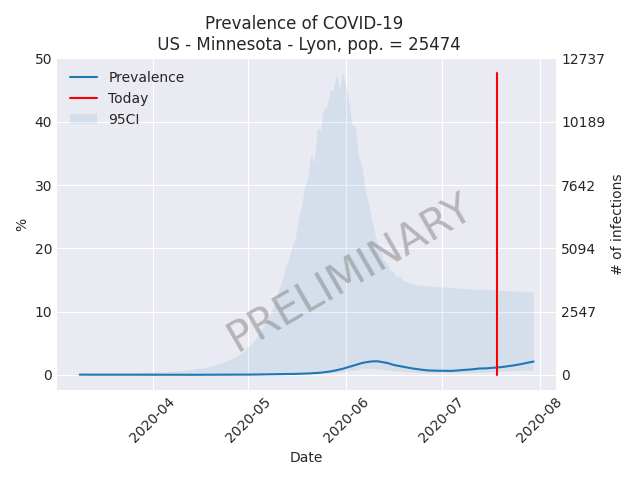 Prevalence of COVID-19
US - Minnesota - Lyon, pop. = 25474
50
40
30
20
10
0
%
Prevalence
Today
95CI
PRELIMINARY
12737
10189
7642
5094
2547
0
# of infections
2020-04
2020-05
2020-06
2020-07
2020-08
Date